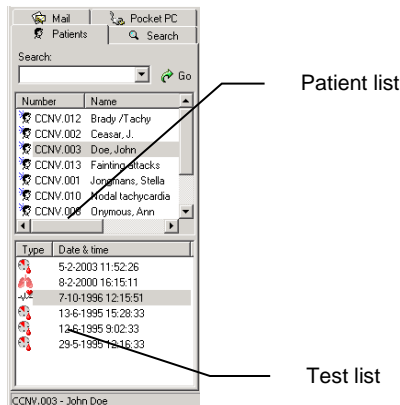 Mail Pocket PC
Patients Search
Search:
Go
Number Name
CCNV.012 Brady /Tachy
CCNV.002 Ceasar, J.
CCNV.003 Doe, John
CCNV.013 Fainting attacks
CCNV.001 Jongmans, Stella
CCNV.010 Nodal tachycardia
CCNV.008 Onymous, Ann
Type Date & time
5-2-2003 11:52:26
8-2-2000 16:15:11
7-10-1996 12:15:51
13-6-1995 15:28:33
12-6-1995 9:02:33
29-5-1995 12:16:33
CCNV.003 - John Doe
Patient list
Test list